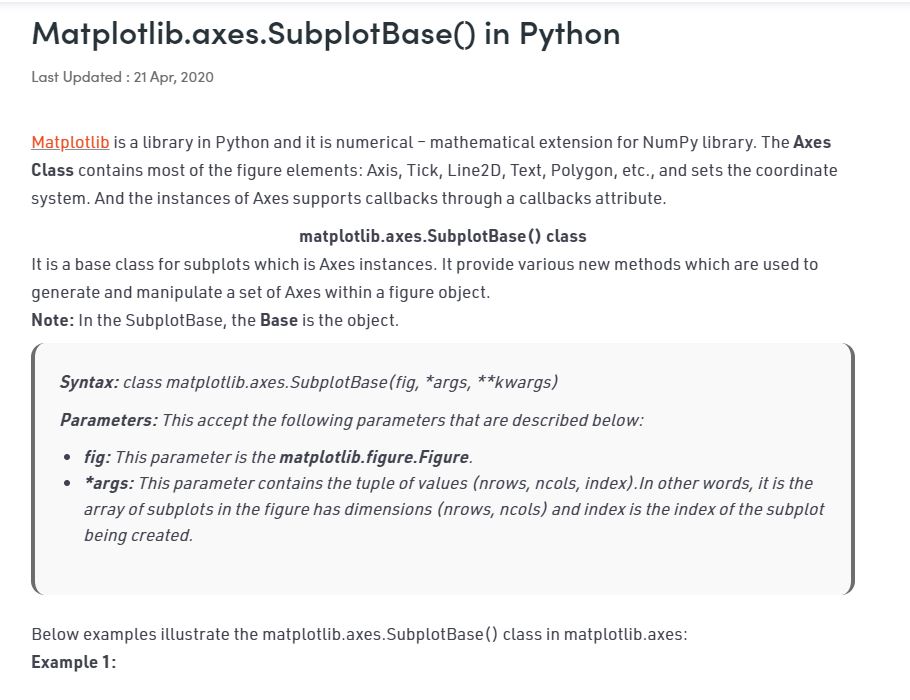 Matplotlib.axes.SubplotBase() in Python
Last Updated : 21 Apr, 2020
Matplotlib is a library in Python and it is numerical – mathematical extension for NumPy library. The Axes
Class contains most of the figure elements: Axis, Tick, Line2D, Text, Polygon, etc., and sets the coordinate
system. And the instances of Axes supports callbacks through a callbacks attribute.
matplotlib.axes.SubplotBase() class
It is a base class for subplots which is Axes instances. It provide various new methods which are used to
generate and manipulate a set of Axes within a figure object.
Note: In the SubplotBase, the Base is the object.
Syntax: class matplotlib.axes.SubplotBase(fig, *args, **kwargs)
Parameters: This accept the following parameters that are described below:
• fig: This parameter is the matplotlib.figure.Figure.
• *args: This parameter contains the tuple of values (nrows, ncols, index).In other words, it is the
array of subplots in the figure has dimensions (nrows, ncols) and index is the index of the subplot
being created.
Below examples illustrate the matplotlib.axes.SubplotBase() class in matplotlib.axes:
Example 1: